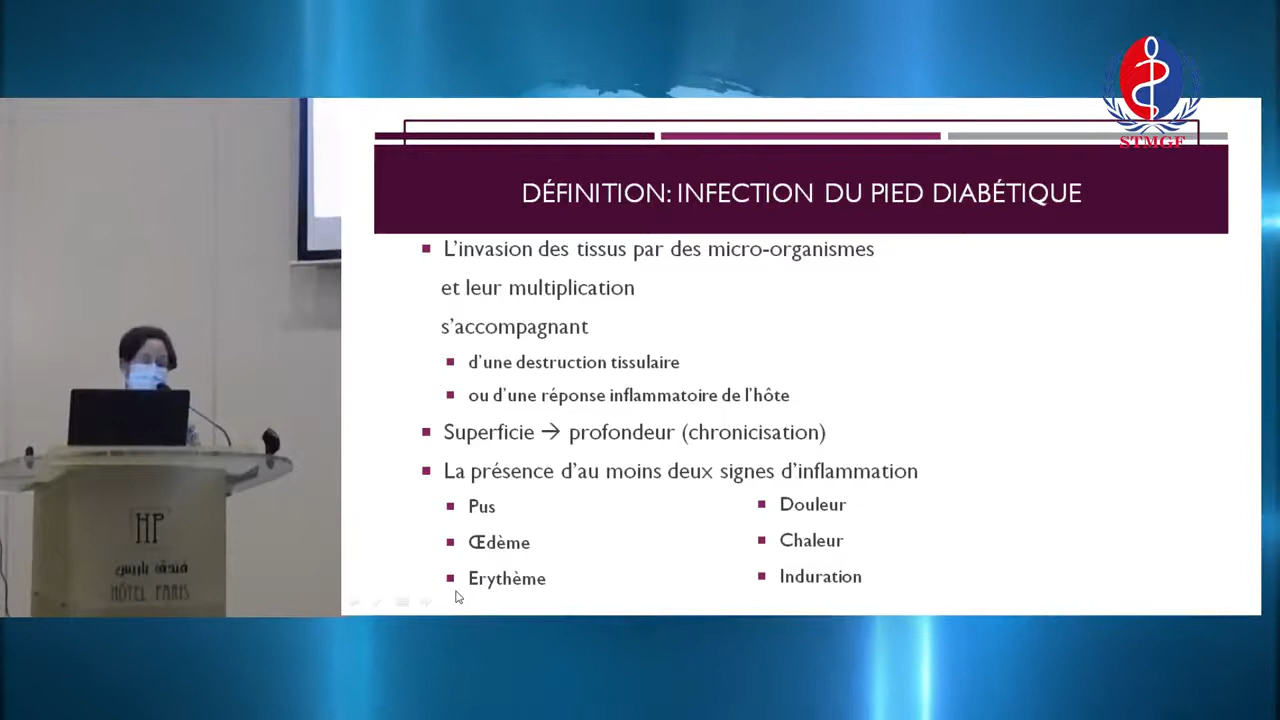 STMGF
DÉFINITION: INFECTION DU PIED DIABÉTIQUE
L’invasion des tissus par des micro-organismes
et leur multiplication
s’accompagnant
d’une destruction tissulaire
ou d’une réponse inflammatoire de l’hôte
Superficie → profondeur (chronicisation)
La présence d’au moins deux signes d’inflammation
Pus
Œdème
Erythème
Douleur
Chaleur
Induration
HP
فندق باريس
HÔTEL PARIS